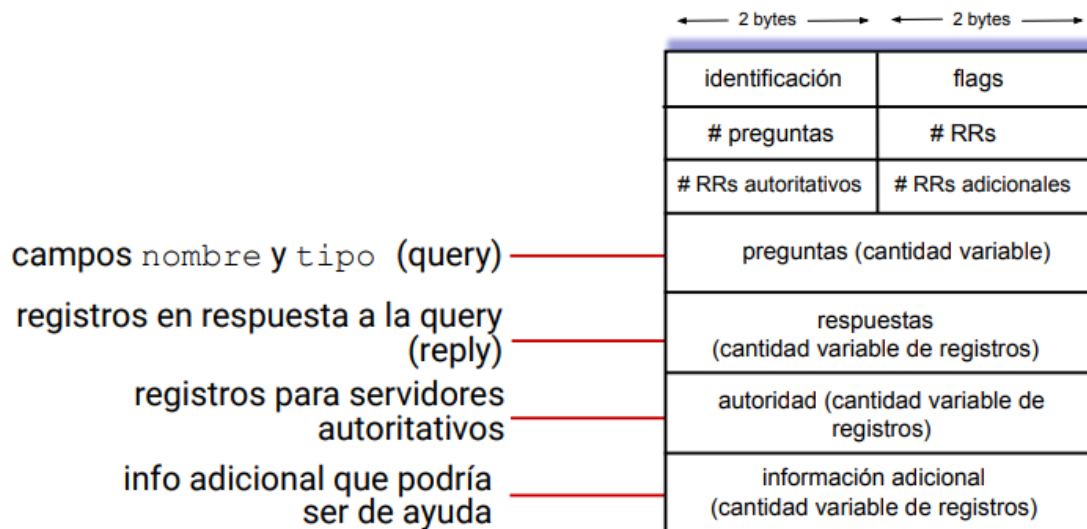 2 bytes 2 bytes
identificación flags
# preguntas # RRs
# RRs autoritativos # RRs adicionales
campos nombre y tipo (query)
preguntas (cantidad variable)
registros en respuesta a la query
(reply)
respuestas
(cantidad variable de registros)
registros para servidores
autoritativos
autoridad (cantidad variable de
registros)
info adicional que podría
ser de ayuda
información adicional
(cantidad variable de registros)